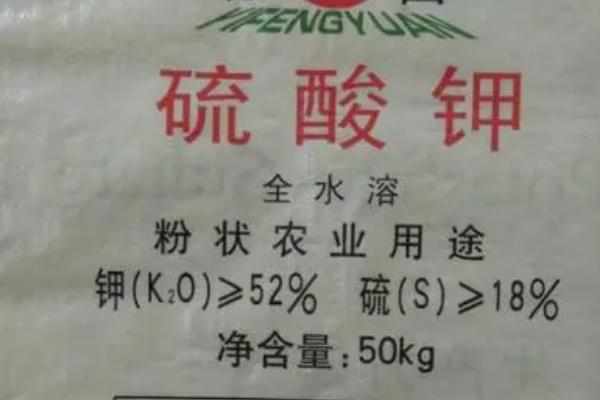 YIFENGYUAN
硫酸钾
全水溶
粉状农业用途
钾(K₂O)≥52% 硫(S)≥18%
净含量:50kg